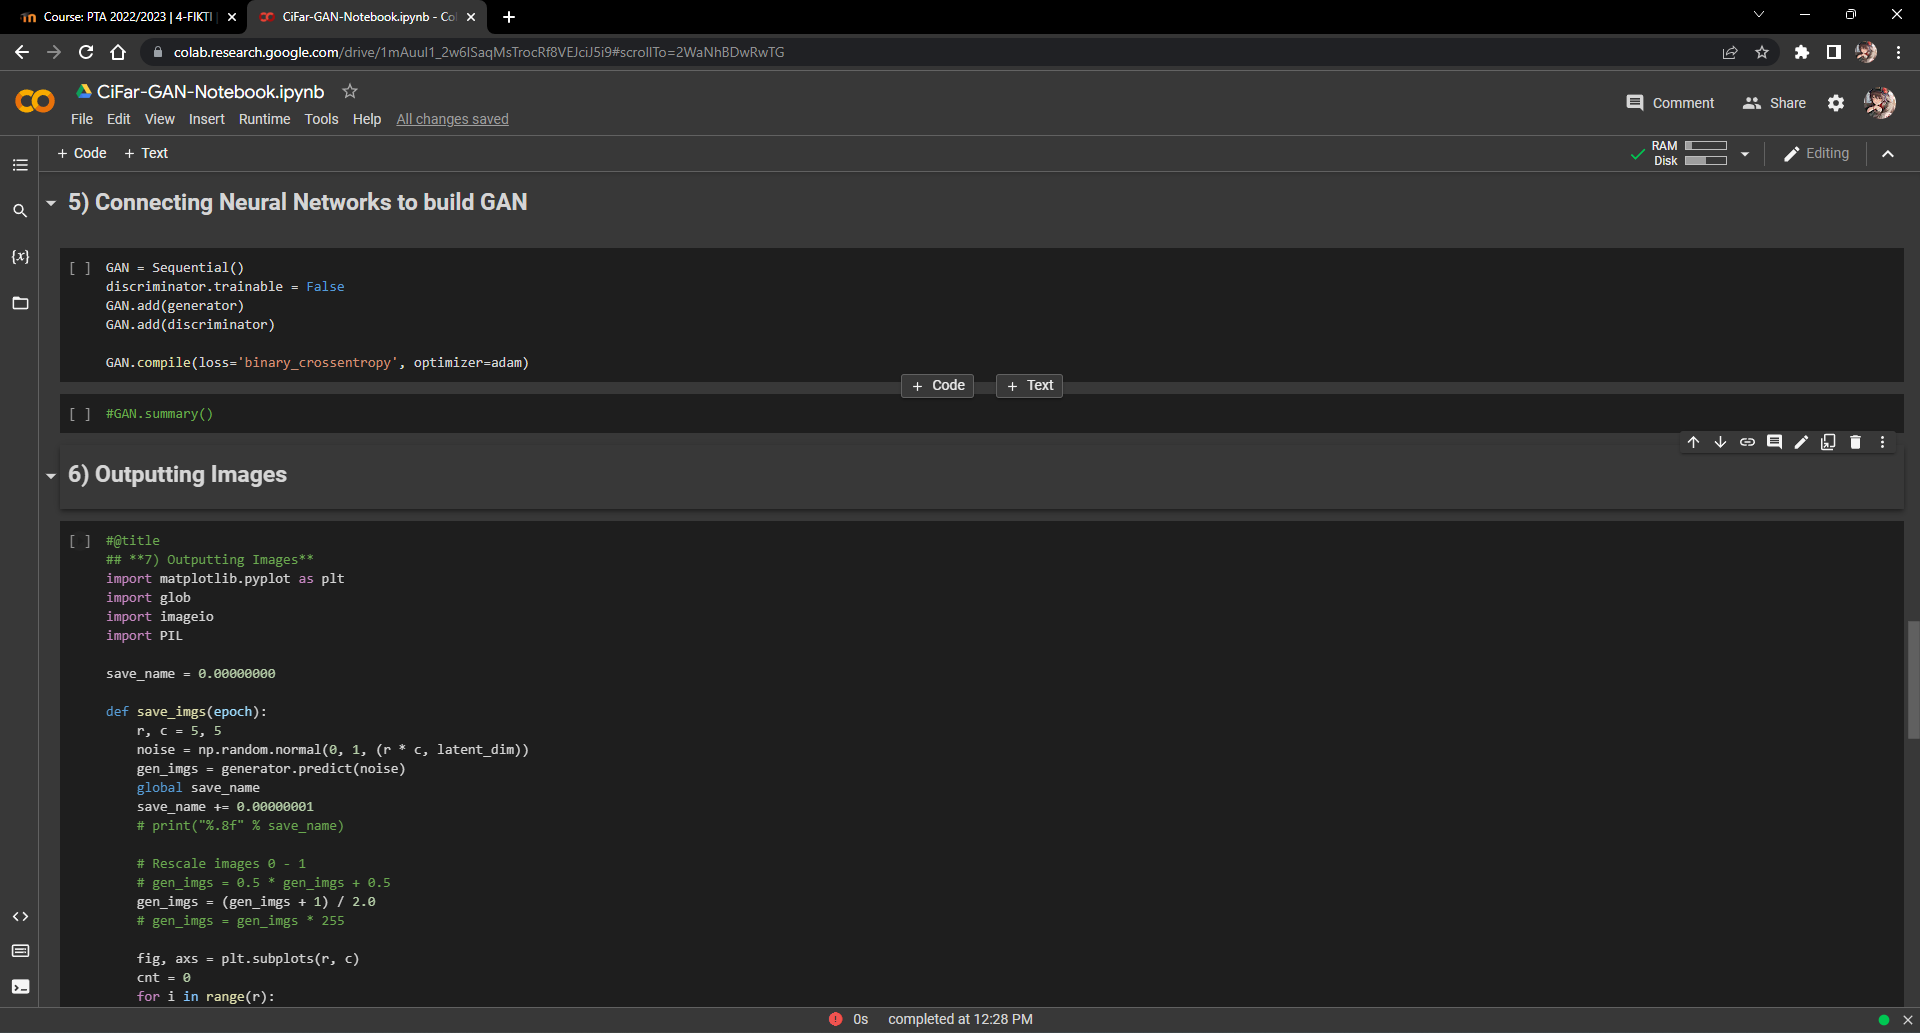 Course: PTA 2022/2023 | 4-FIKTI
CiFar-GAN-Notebook.ipynb - Co
colab.research.google.com/drive/1mAuul1_2w6lSaqMsTrocRf8VEJciJ5i9#scrollTo=2WaNhBDwRwTG
CiFar-GAN-Notebook.ipynb
File Edit View Insert Runtime Tools Help All changes saved
Comment Share
+ Code + Text
RAM
Disk
Editing
5) Connecting Neural Networks to build GAN
[ ] GAN = Sequential()
discriminator.trainable = False
GAN.add(generator)
GAN.add(discriminator)
GAN.compile(loss='binary_crossentropy', optimizer=adam)
+ Code + Text
[ ] #GAN.summary()
6) Outputting Images
[ ] #@title
## **7) Outputting Images**
import matplotlib.pyplot as plt
import glob
import imageio
import PIL
save_name = 0.00000000
def save_imgs(epoch):
r, c = 5, 5
noise = np.random.normal(0, 1, (r * c, latent_dim))
gen_imgs = generator.predict(noise)
global save_name
save_name += 0.00000001
# print("%.8f" % save_name)
# Rescale images 0 - 1
# gen_imgs = 0.5 * gen_imgs + 0.5
gen_imgs = (gen_imgs + 1) / 2.0
# gen_imgs = gen_imgs * 255
fig, axs = plt.subplots(r, c)
cnt = 0
for i in range(r):
0s completed at 12:28 PM